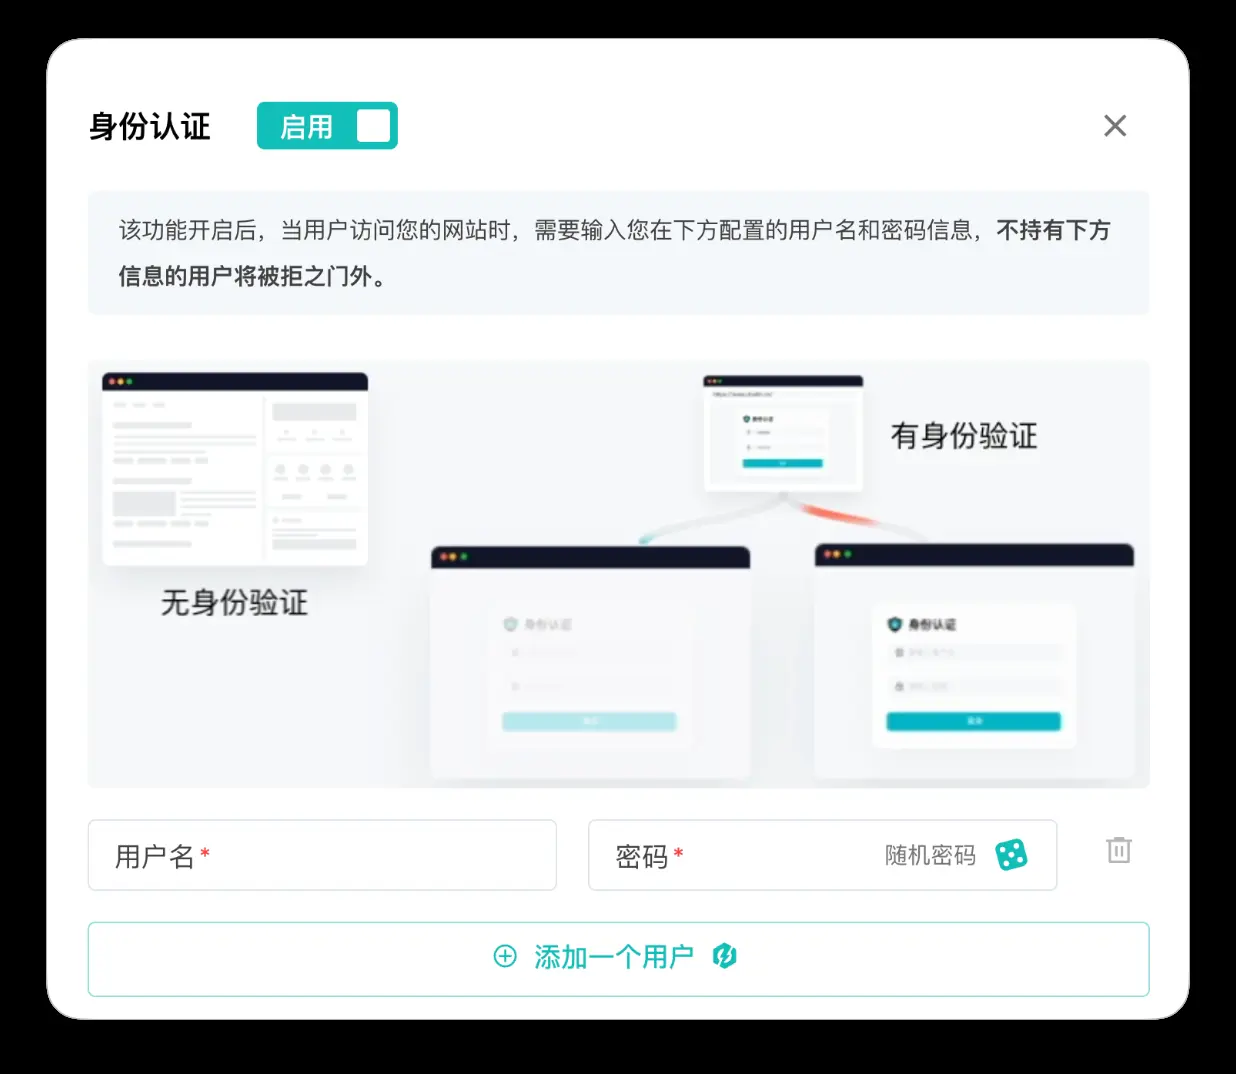 身份认证
启用
该功能开启后，当用户访问您的网站时，需要输入您在下方配置的用户名和密码信息，不持有下方
信息的用户将被拒之门外。
身份认证
有身份验证
无身份验证
身份认证
身份认证
用户名*
密码*
随机密码
添加一个用户